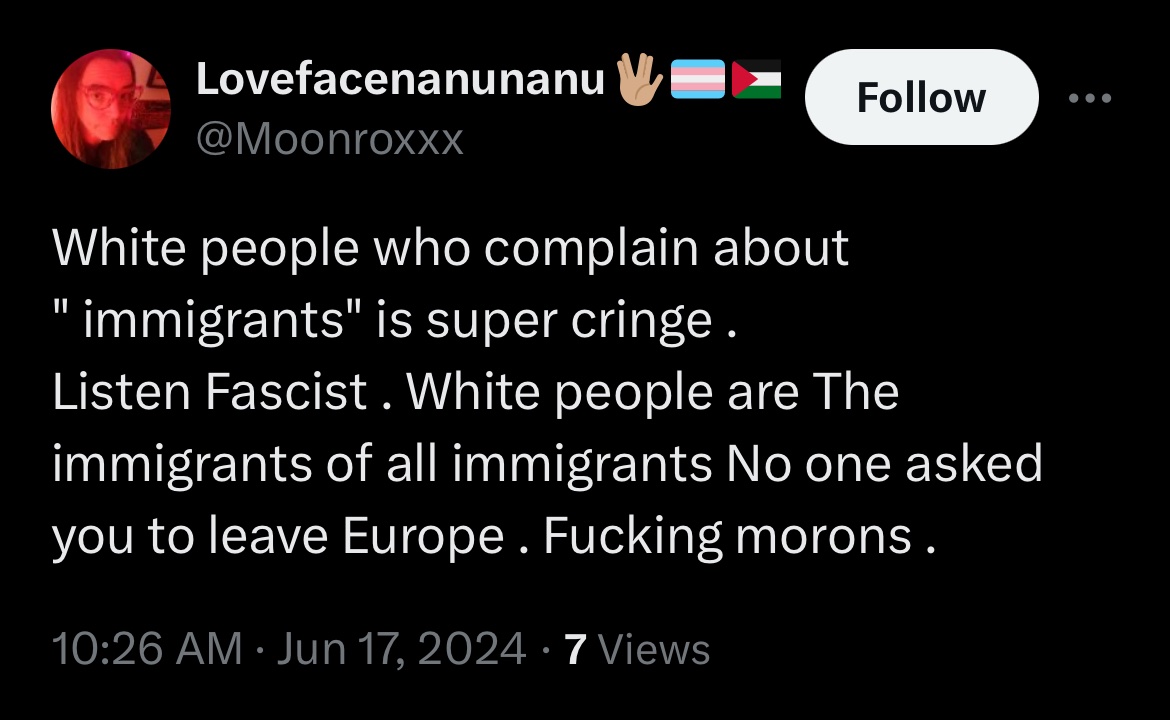 Lovefacenanunanu🖖🏼🏳️‍⚧️🇵🇸
Follow
@Moonroxxx
White people who complain about
" immigrants" is super cringe .
Listen Fascist . White people are The
immigrants of all immigrants No one asked
you to leave Europe . Fucking morons .
10:26 AM · Jun 17, 2024 · 7 Views